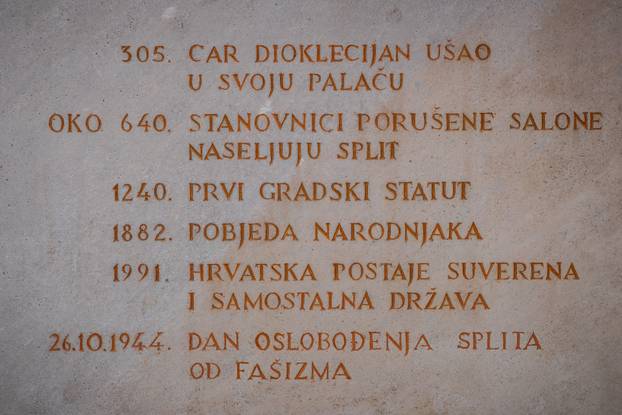 305. CAR DIOKLECIJAN UŠAO
U SVOJU PALAČU
OKO 640. STANOVNICI PORUŠENE SALONE
NASELJUJU SPLIT
1240. PRVI GRADSKI STATUT
1882. POBJEDA NARODNJAKA
1991. HRVATSKA POSTAJE SUVERENA
I SAMOSTALNA DRŽAVA
26.10.1944. DAN OSLOBOĐENJA SPLITA
OD FAŠIZMA